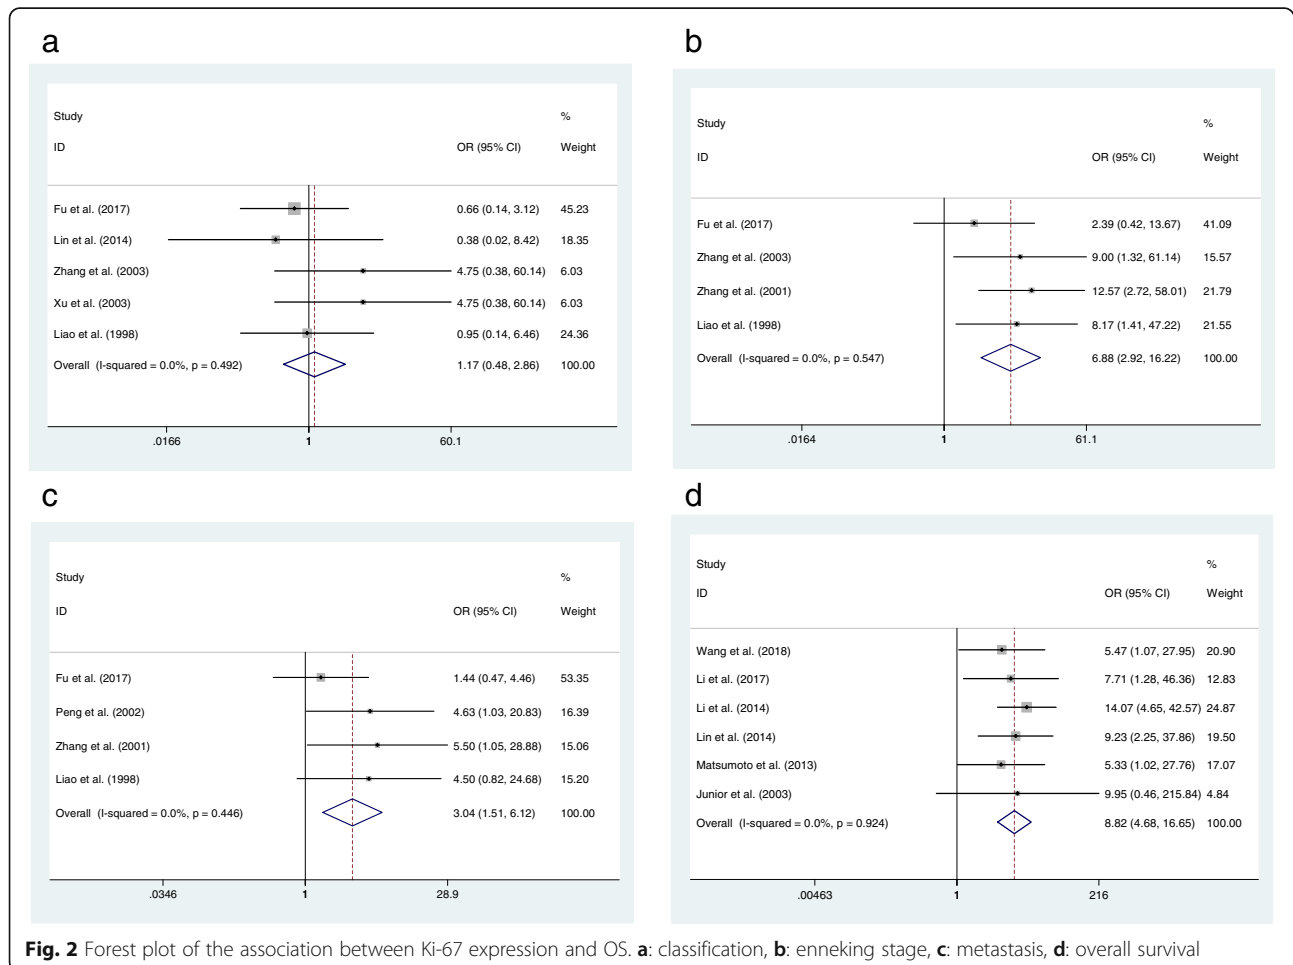 a
Study %
ID OR (95% CI) Weight
Fu et al. (2017) 0.66 (0.14, 3.12) 45.23
Lin et al. (2014) 0.38 (0.02, 8.42) 18.35
Zhang et al. (2003) 4.75 (0.38, 60.14) 6.03
Xu et al. (2003) 4.75 (0.38, 60.14) 6.03
Liao et al. (1998) 0.95 (0.14, 6.46) 24.36
Overall (I-squared = 0.0%, p = 0.492) 1.17 (0.48, 2.86) 100.00
.0166 1 60.1
b
Study %
ID OR (95% CI) Weight
Fu et al. (2017) 2.39 (0.42, 13.67) 41.09
Zhang et al. (2003) 9.00 (1.32, 61.14) 15.57
Zhang et al. (2001) 12.57 (2.72, 58.01) 21.79
Liao et al. (1998) 8.17 (1.41, 47.22) 21.55
Overall (I-squared = 0.0%, p = 0.547) 6.88 (2.92, 16.22) 100.00
.0164 1 61.1
c
Study %
ID OR (95% CI) Weight
Fu et al. (2017) 1.44 (0.47, 4.46) 53.35
Peng et al. (2002) 4.63 (1.03, 20.83) 16.39
Zhang et al. (2001) 5.50 (1.05, 28.88) 15.06
Liao et al. (1998) 4.50 (0.82, 24.68) 15.20
Overall (I-squared = 0.0%, p = 0.446) 3.04 (1.51, 6.12) 100.00
.0346 1 28.9
d
Study %
ID OR (95% CI) Weight
Wang et al. (2018) 5.47 (1.07, 27.95) 20.90
Li et al. (2017) 7.71 (1.28, 46.36) 12.83
Li et al. (2014) 14.07 (4.65, 42.57) 24.87
Lin et al. (2014) 9.23 (2.25, 37.86) 19.50
Matsumoto et al. (2013) 5.33 (1.02, 27.76) 17.07
Junior et al. (2003) 9.95 (0.46, 215.84) 4.84
Overall (I-squared = 0.0%, p = 0.924) 8.82 (4.68, 16.65) 100.00
.00463 1 216
Fig. 2 Forest plot of the association between Ki-67 expression and OS. a: classification, b: enneking stage, c: metastasis, d: overall survival